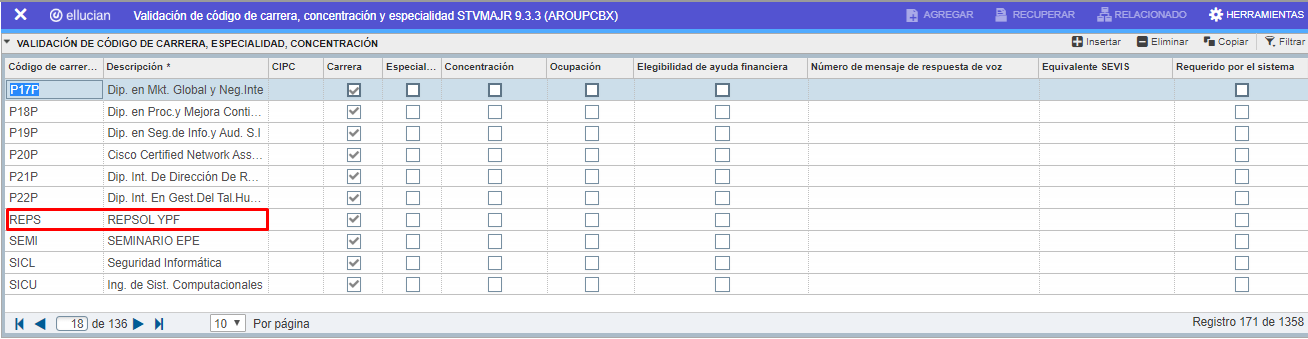 ellucian Validación de código de carrera, concentración y especialidad STVMAJR 9.3.3 (AROUPCBX) AGREGAR RECUPERAR RELACIONADO HERRAMIENTAS
VALIDACIÓN DE CÓDIGO DE CARRERA, ESPECIALIDAD, CONCENTRACIÓN Insertar Eliminar Copiar Filtrar
Código de carrer... Descripción * CIPC Carrera Especial... Concentración Ocupación Elegibilidad de ayuda financiera Número de mensaje de respuesta de voz Equivalente SEVIS Requerido por el sistema
P17P Dip. en Mkt. Global y Neg.Inte
P18P Dip. en Proc.y Mejora Conti...
P19P Dip. en Seg.de Info.y Aud. S.I
P20P Cisco Certified Network Ass...
P21P Dip. Int. De Dirección De R...
P22P Dip. Int. En Gest.Del Tal.Hu...
REPS REPSOL YPF
SEMI SEMINARIO EPE
SICL Seguridad Informática
SICU Ing. de Sist. Computacionales
18 de 136 10 Por página Registro 171 de 1358